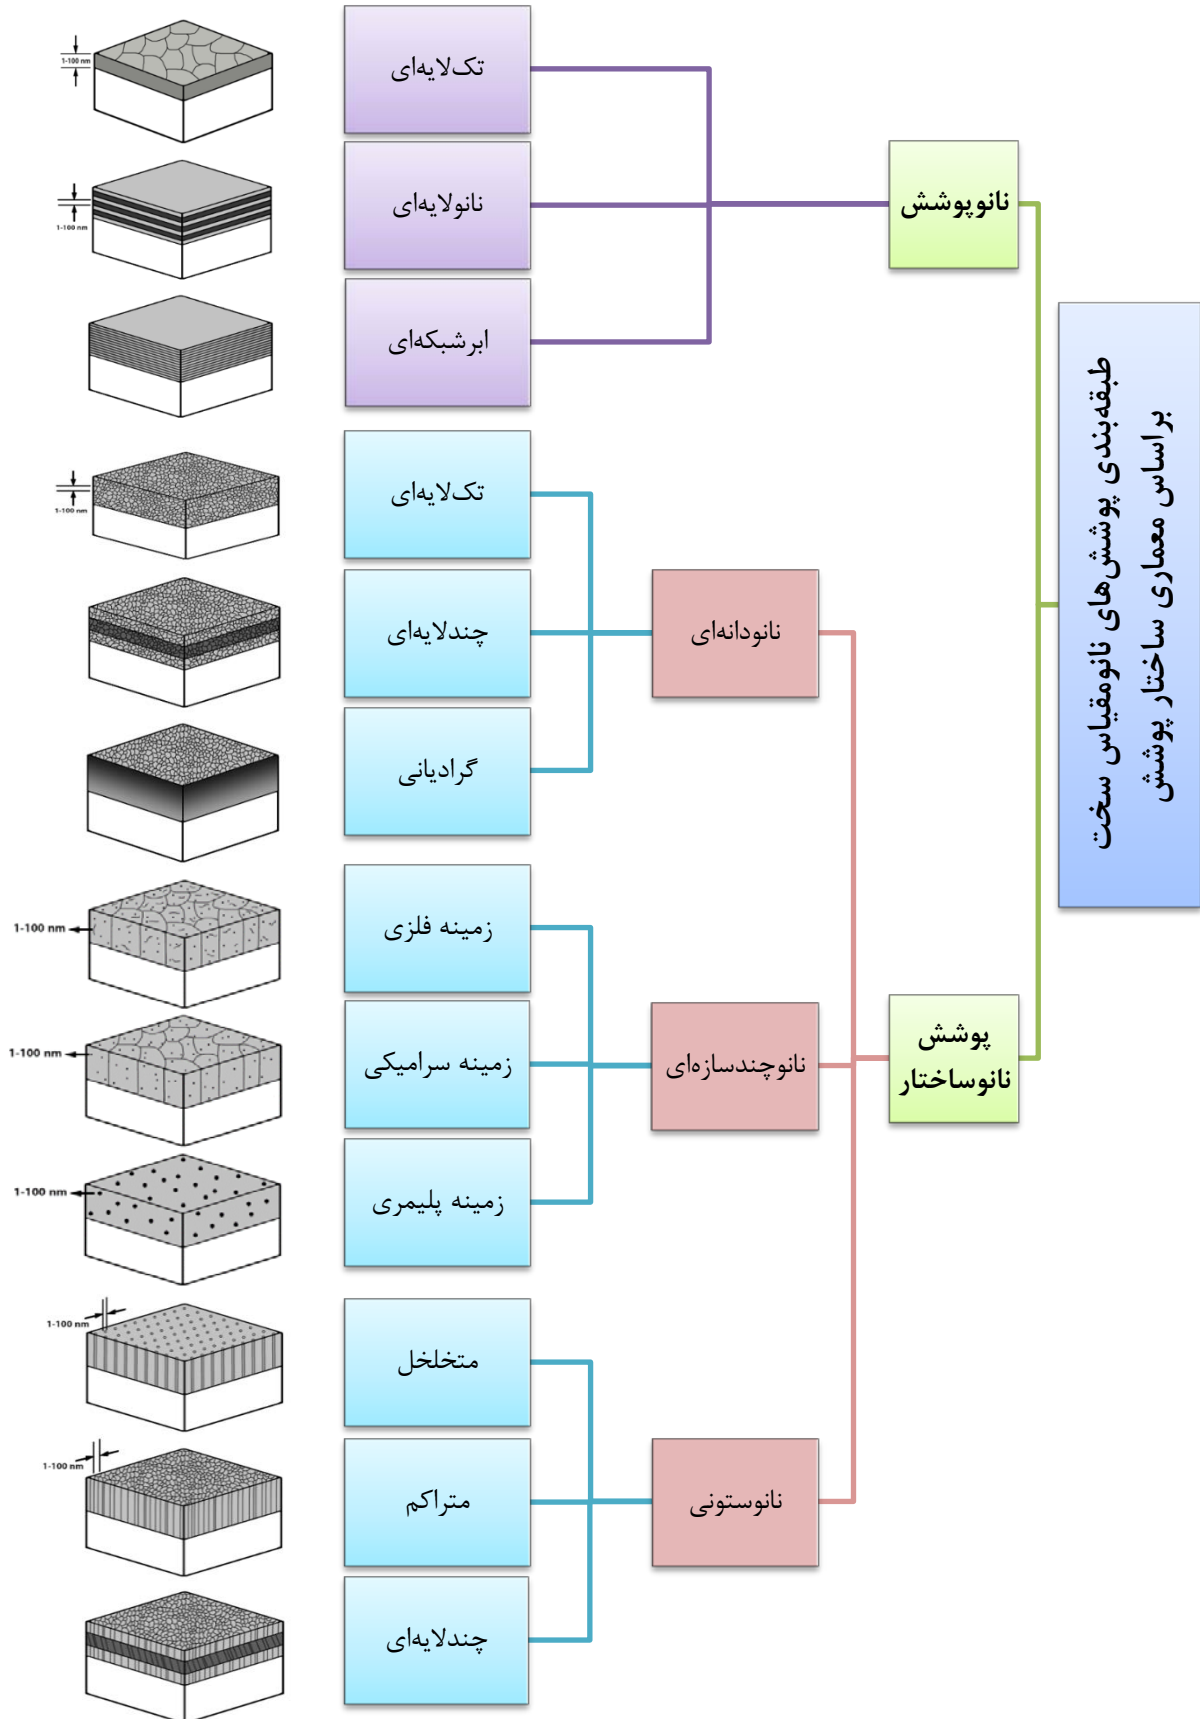 طبقه‌بندی پوشش‌های نانومقیاس سخت
براساس معماری ساختار پوشش
نانوپوشش
تک‌لایه‌ای
1-100 nm
نانولایه‌ای
1-100 nm
ابرشبکه‌ای
پوشش
نانوساختار
نانودانه‌ای
تک‌لایه‌ای
1-100 nm
چندلایه‌ای
گرادیانی
نانوچندسازه‌ای
زمینه فلزی
1-100 nm
زمینه سرامیکی
1-100 nm
زمینه پلیمری
1-100 nm
نانوستونی
متخلخل
1-100 nm
متراکم
1-100 nm
چندلایه‌ای